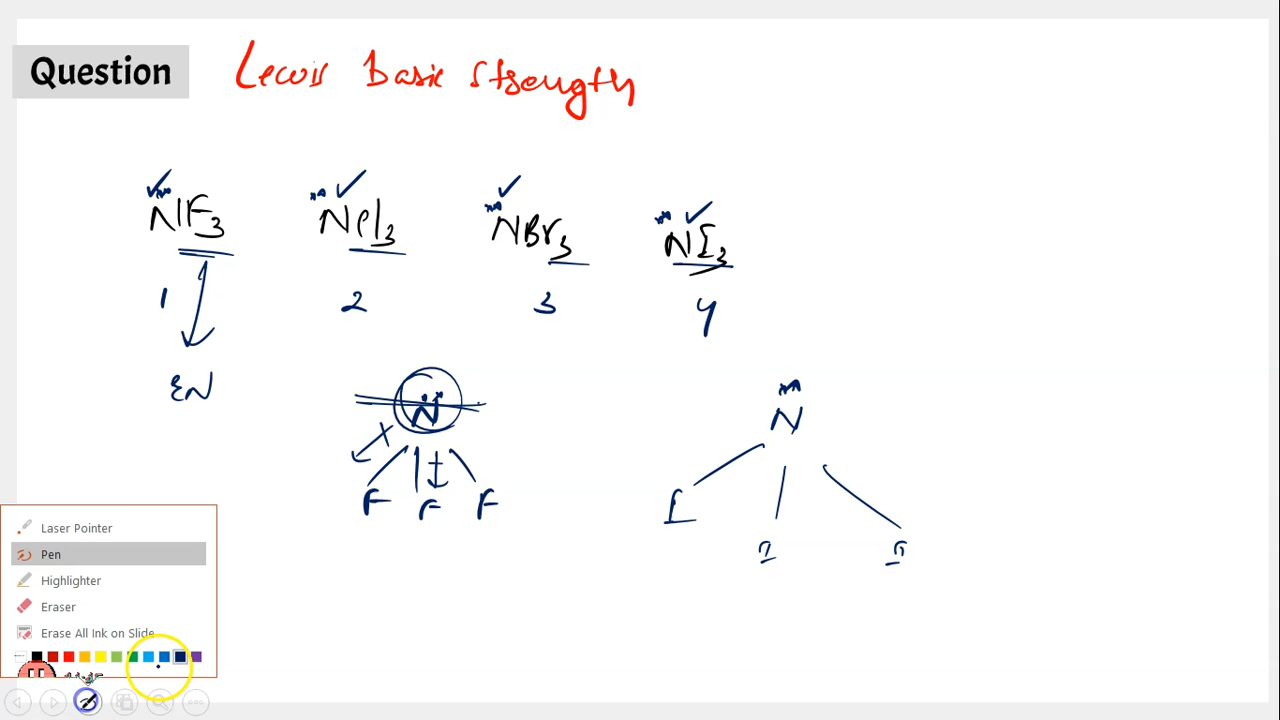 Question Lewis Basic Strength
NF3 NCl3 NBr3 NI3
1 2 3 4
EN
N N
F F F I I I
Laser Pointer
Pen
Highlighter
Eraser
Erase All Ink on Slide